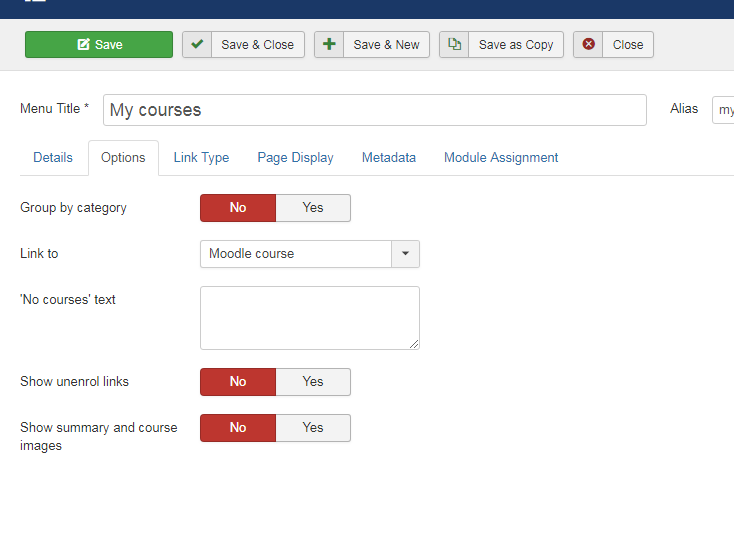 Save
Save & Close
Save & New
Save as Copy
Close
Menu Title *
My courses
Alias
my
Details
Options
Link Type
Page Display
Metadata
Module Assignment
Group by category
No
Yes
Link to
Moodle course
'No courses' text
Show unenrol links
No
Yes
Show summary and course
images
No
Yes